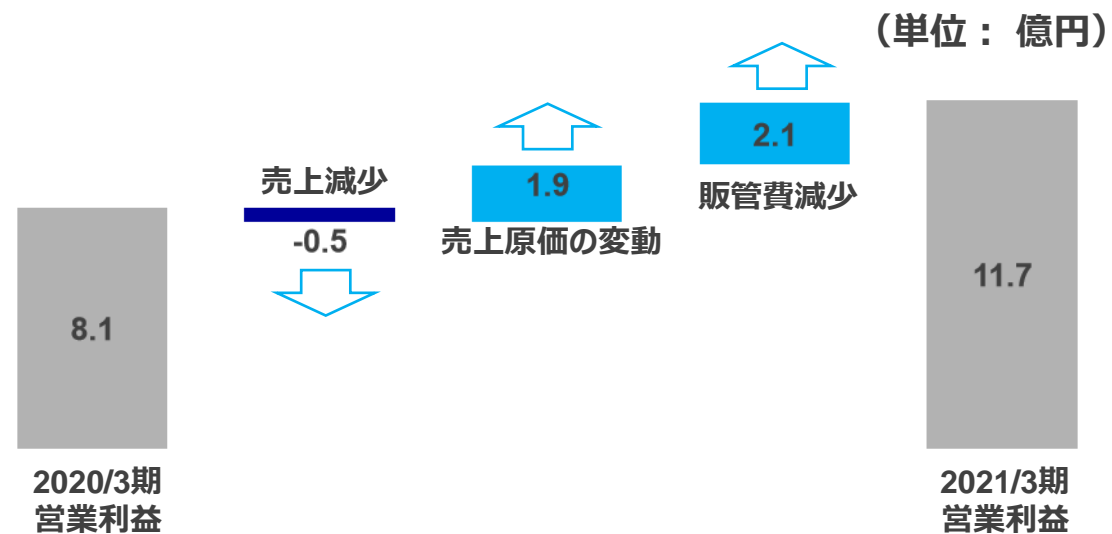 （単位： 億円）
2.1
販管費減少
1.9
売上原価の変動
売上減少
-0.5
8.1
11.7
2020/3期
営業利益
2021/3期
営業利益